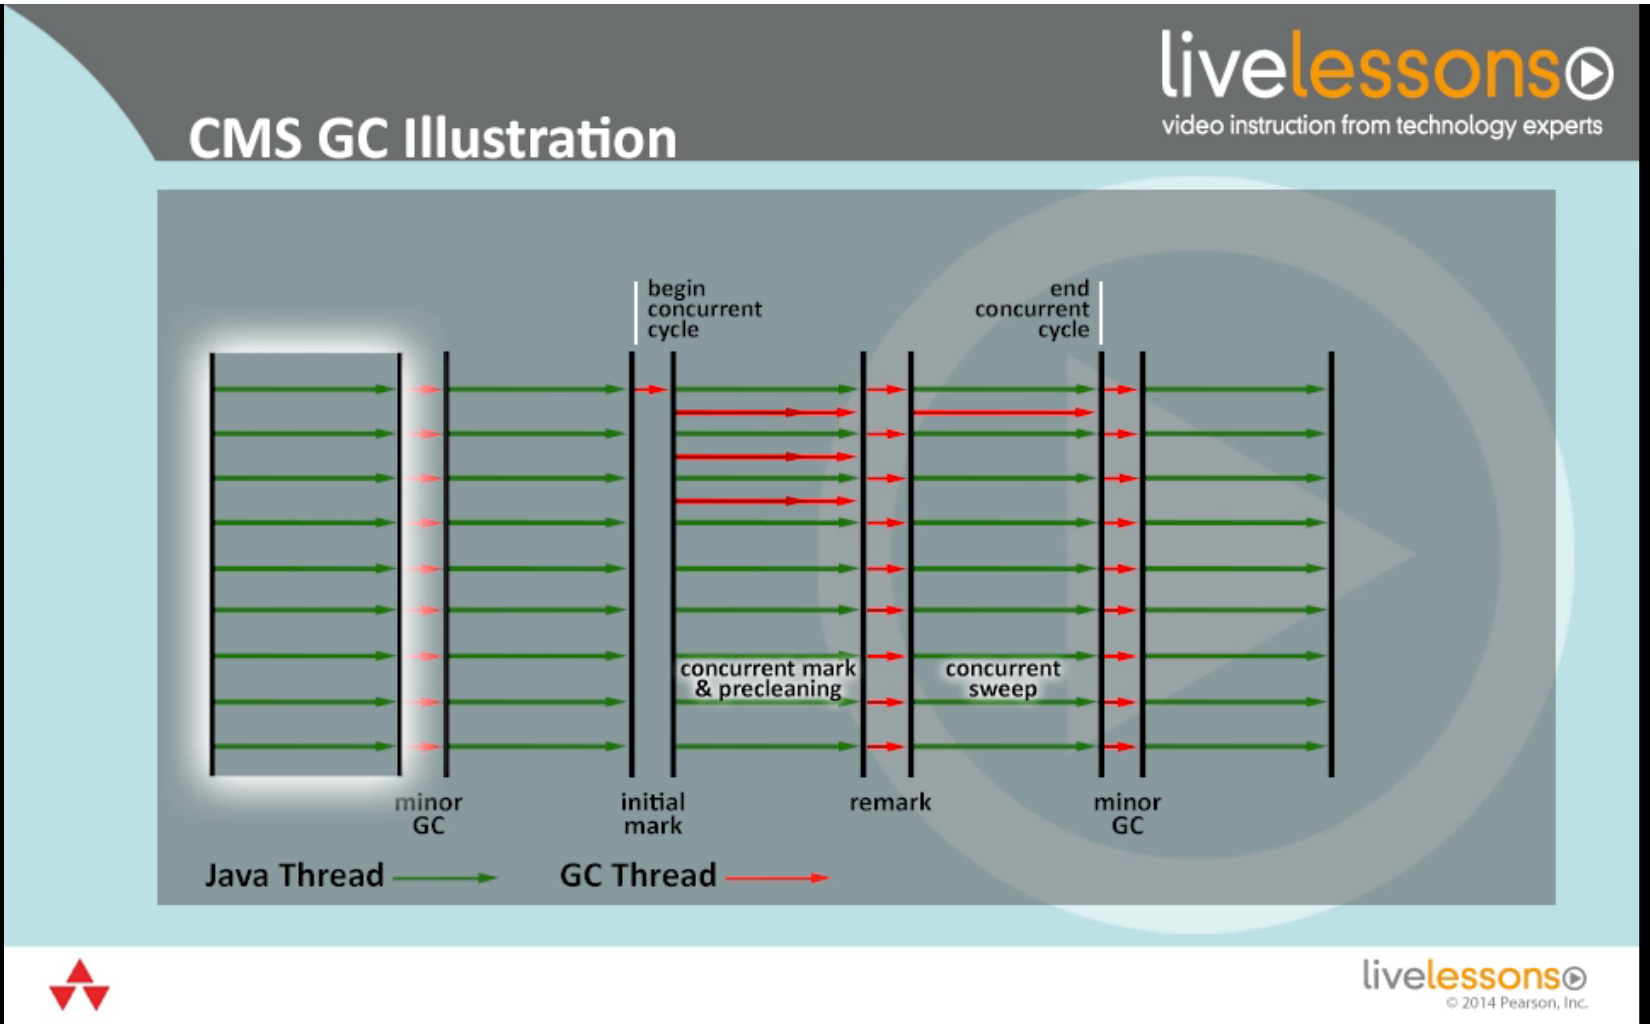 livelessons
video instruction from technology experts
CMS GC Illustration
begin
concurrent
cycle
end
concurrent
cycle
concurrent mark
& precleaning
concurrent
sweep
minor
GC
initial
mark
remark
minor
GC
Java Thread
GC Thread
livelessons
© 2014 Pearson, Inc.